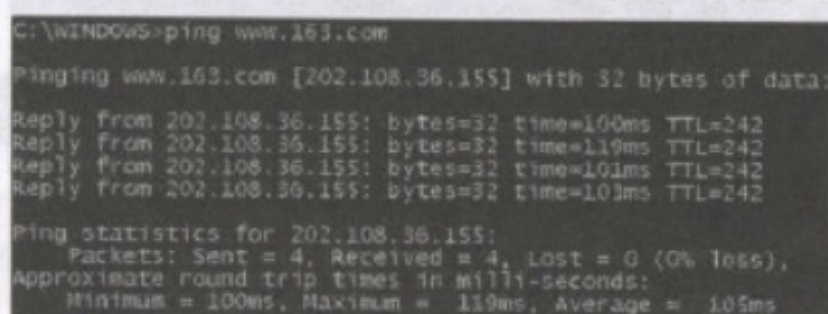 C:\WINDOWS>ping www.163.com
Pinging www.163.com [202.108.36.155] with 32 bytes of data:
Reply from 202.108.36.155: bytes=32 time=100ms TTL=242
Reply from 202.108.36.155: bytes=32 time=119ms TTL=242
Reply from 202.108.36.155: bytes=32 time=101ms TTL=242
Reply from 202.108.36.155: bytes=32 time=103ms TTL=242
Ping statistics for 202.108.36.155:
Packets: Sent = 4, Received = 4, Lost = 0 (0% loss),
Approximate round trip times in milli-seconds:
Minimum = 100ms, Maximum = 119ms, Average = 105ms